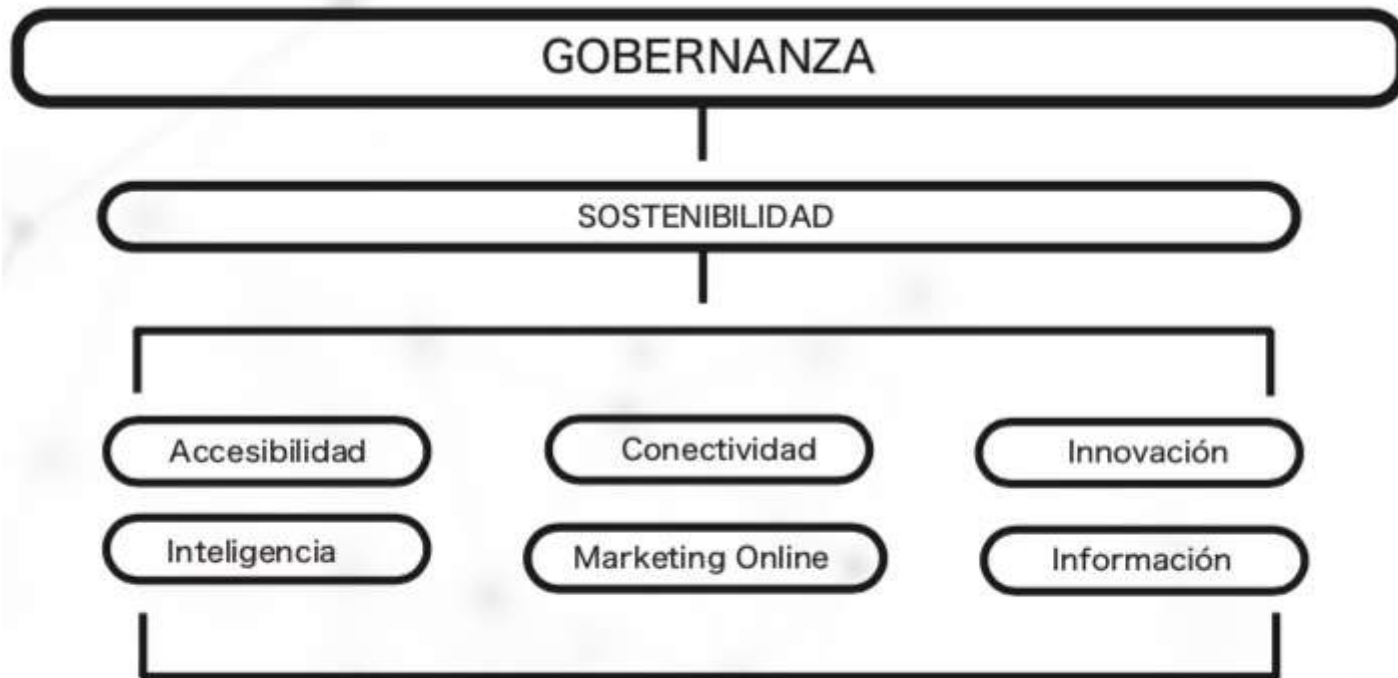 GOBERNANZA
SOSTENIBILIDAD
Accesibilidad
Conectividad
Innovación
Inteligencia
Marketing Online
Información